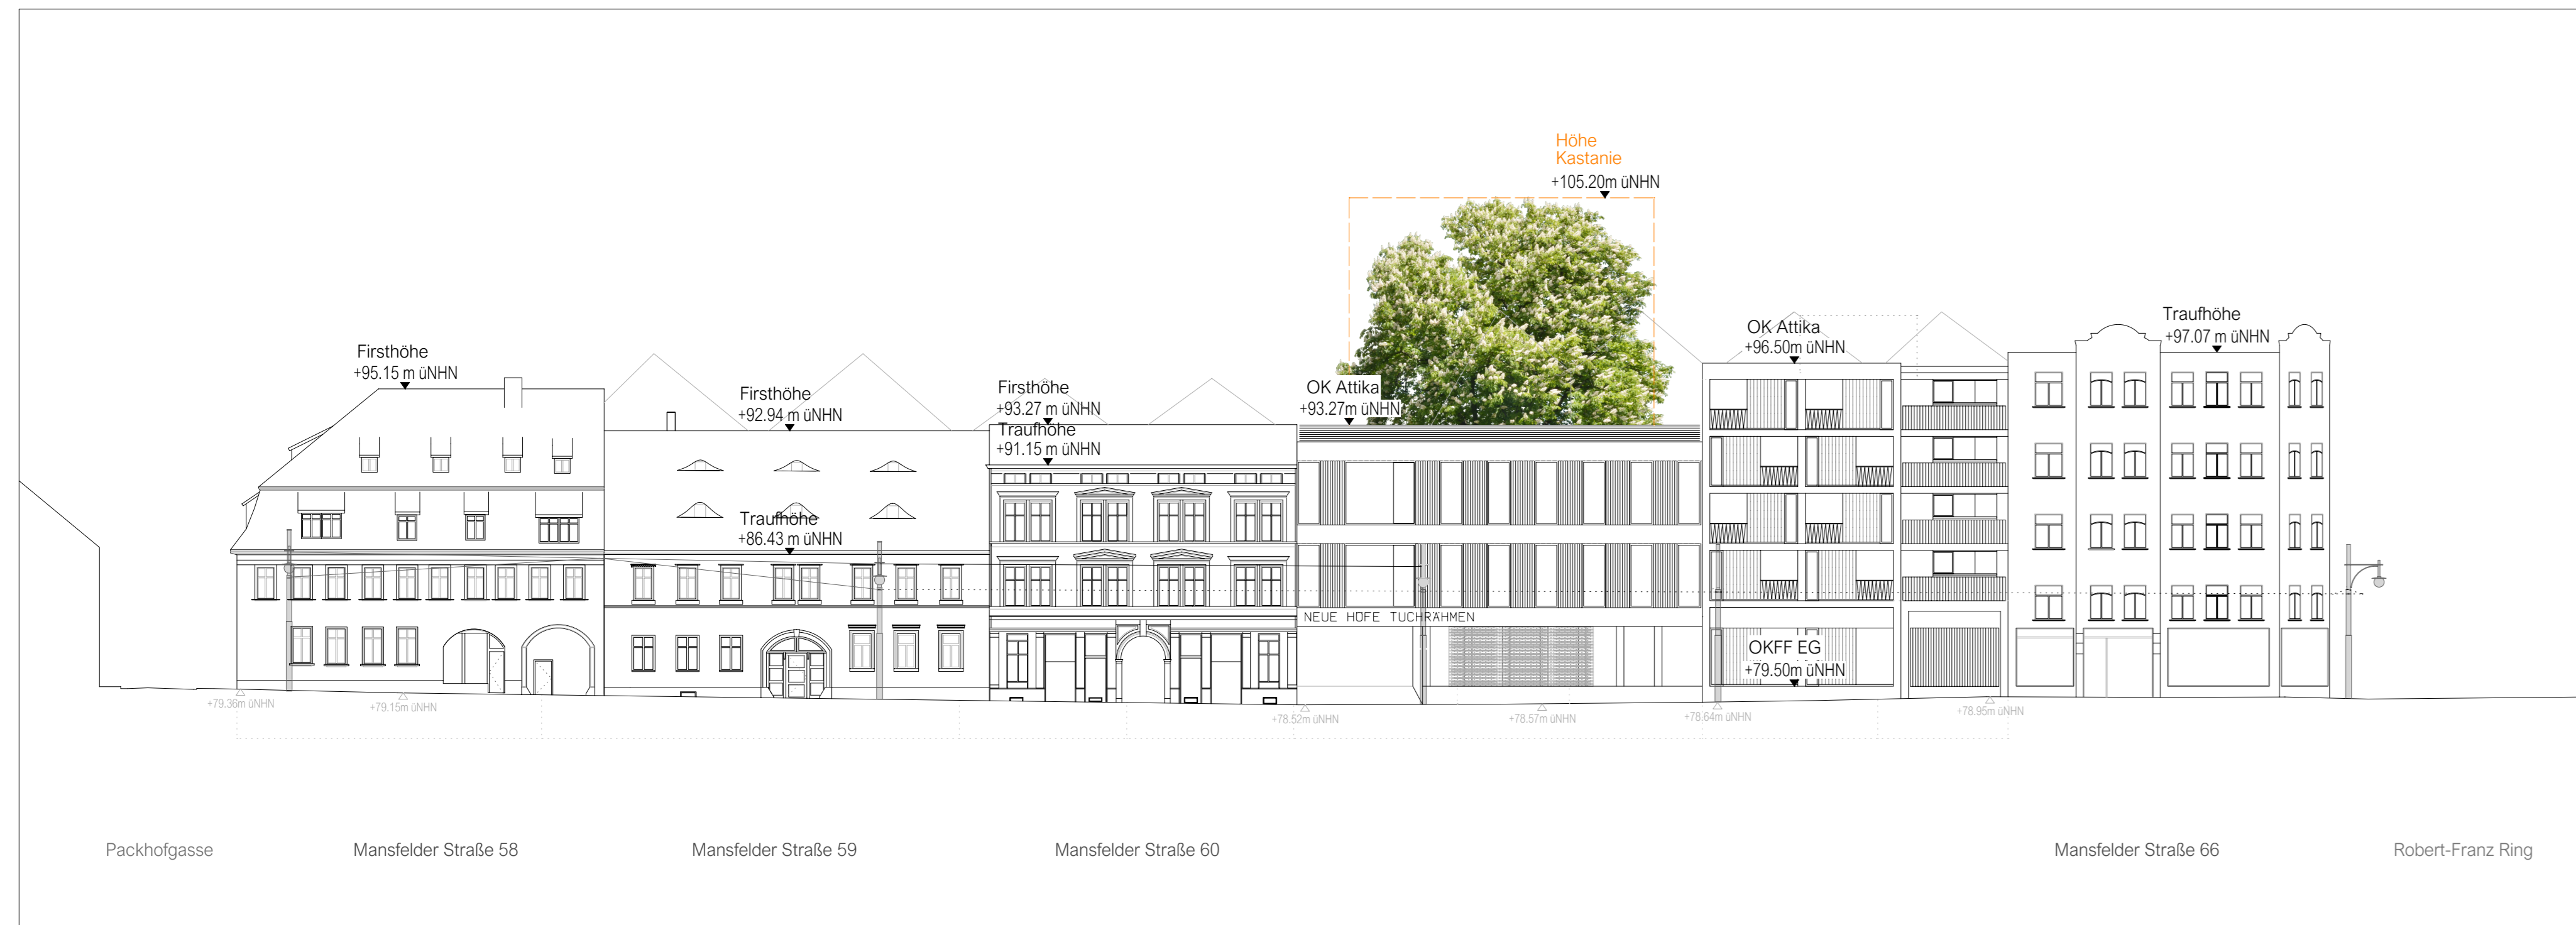 Höhe
Kastanie
+105.20m üNHN
Firsthöhe
+95.15 m üNHN
Firsthöhe
+92.94 m üNHN
Traufhöhe
+86.43 m üNHN
Firsthöhe
+93.27 m üNHN
Traufhöhe
+91.15 m üNHN
OK Attika
+93.27m üNHN
OK Attika
+96.50m üNHN
Traufhöhe
+97.07 m üNHN
NEUE HÖFE TUCHRÄHMEN
OKFF EG
+79.50m üNHN
+79.36m üNHN
+79.15m üNHN
+78.52m üNHN
+78.57m üNHN
+78.64m üNHN
+78.95m üNHN
Packhofgasse
Mansfelder Straße 58
Mansfelder Straße 59
Mansfelder Straße 60
Mansfelder Straße 66
Robert-Franz Ring